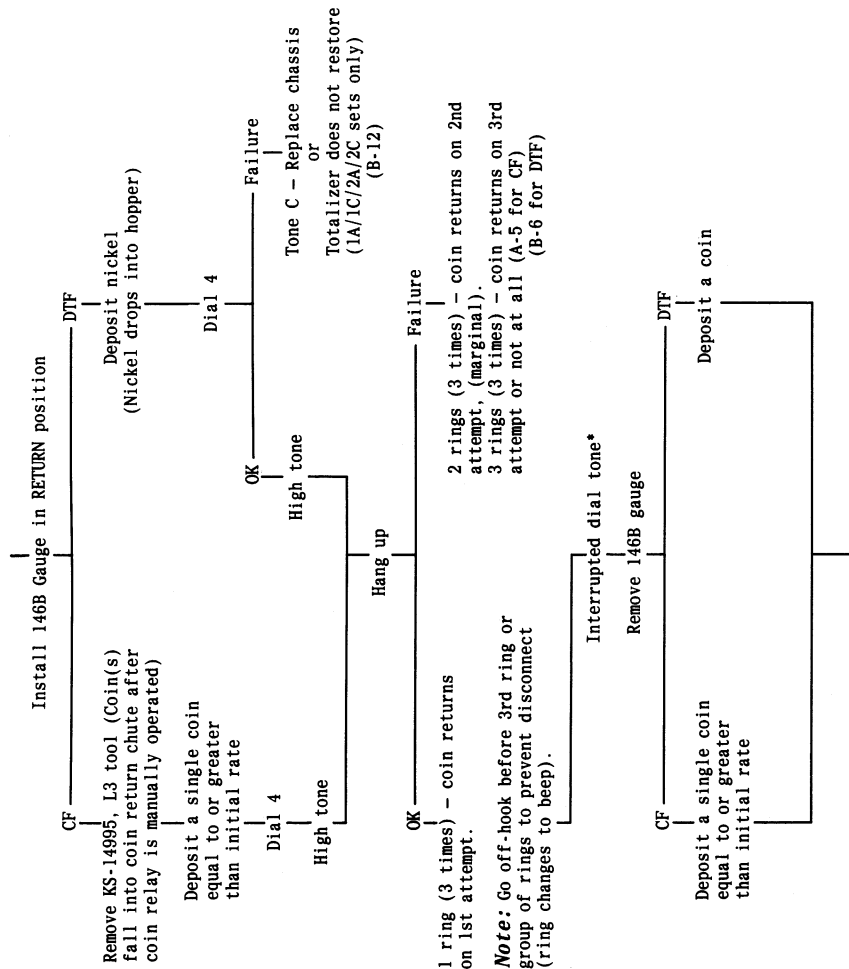 Install 146B Gauge in RETURN position
CF
DTF
Remove KS-14995, L3 tool (Coin(s)
fall into coin return chute after
coin relay is manually operated)
Deposit a single coin
equal to or greater
than initial rate
Dial 4
High tone
Deposit nickel
(Nickel drops into hopper)
Dial 4
OK
High tone
Failure
Tone C — Replace chassis
or
Totalizer does not restore
(1A/1C/2A/2C sets only)
(B-12)
Hang up
OK
1 ring (3 times) — coin returns
on 1st attempt.
Note: Go off-hook before 3rd ring or
group of rings to prevent disconnect
(ring changes to beep).
Failure
2 rings (3 times) — coin returns on 2nd
attempt, (marginal).
3 rings (3 times) — coin returns on 3rd
attempt or not at all (A-5 for CF)
(B-6 for DTF)
Interrupted dial tone*
Remove 146B gauge
CF
Deposit a single coin
equal to or greater
than initial rate
DTF
Deposit a coin